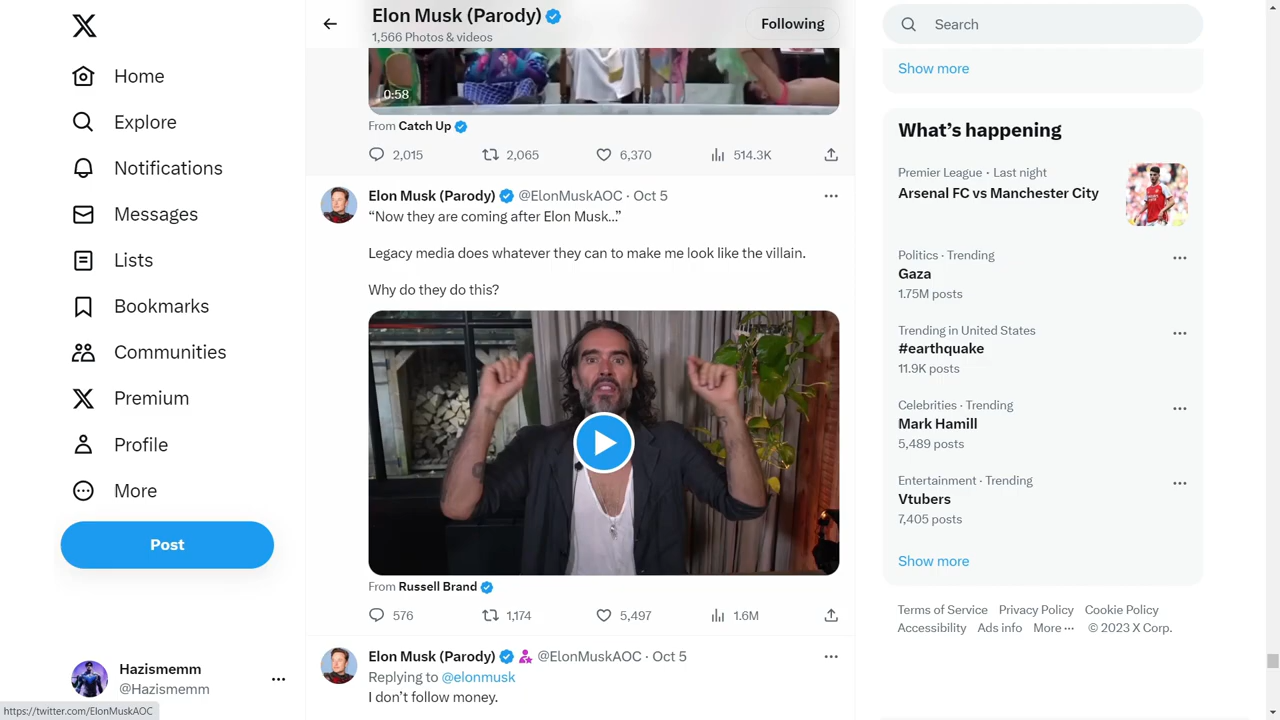 Home
Explore
Notifications
Messages
Lists
Bookmarks
Communities
Premium
Profile
More
Post
Hazismemm
@Hazismemm
https://twitter.com/ElonMuskAOC
Elon Musk (Parody)
1,566 Photos & videos
Following
0:58
From Catch Up
2,015 2,065 6,370 514.3K
Elon Musk (Parody) @ElonMuskAOC · Oct 5
“Now they are coming after Elon Musk...”
Legacy media does whatever they can to make me look like the villain.
Why do they do this?
From Russell Brand
576 1,174 5,497 1.6M
Elon Musk (Parody) @ElonMuskAOC · Oct 5
Replying to @elonmusk
I don’t follow money.
Search
Show more
What’s happening
Premier League · Last night
Arsenal FC vs Manchester City
Politics · Trending
Gaza
1.75M posts
Trending in United States
#earthquake
11.9K posts
Celebrities · Trending
Mark Hamill
5,489 posts
Entertainment · Trending
Vtubers
7,405 posts
Show more
Terms of Service Privacy Policy Cookie Policy
Accessibility Ads info More ··· © 2023 X Corp.